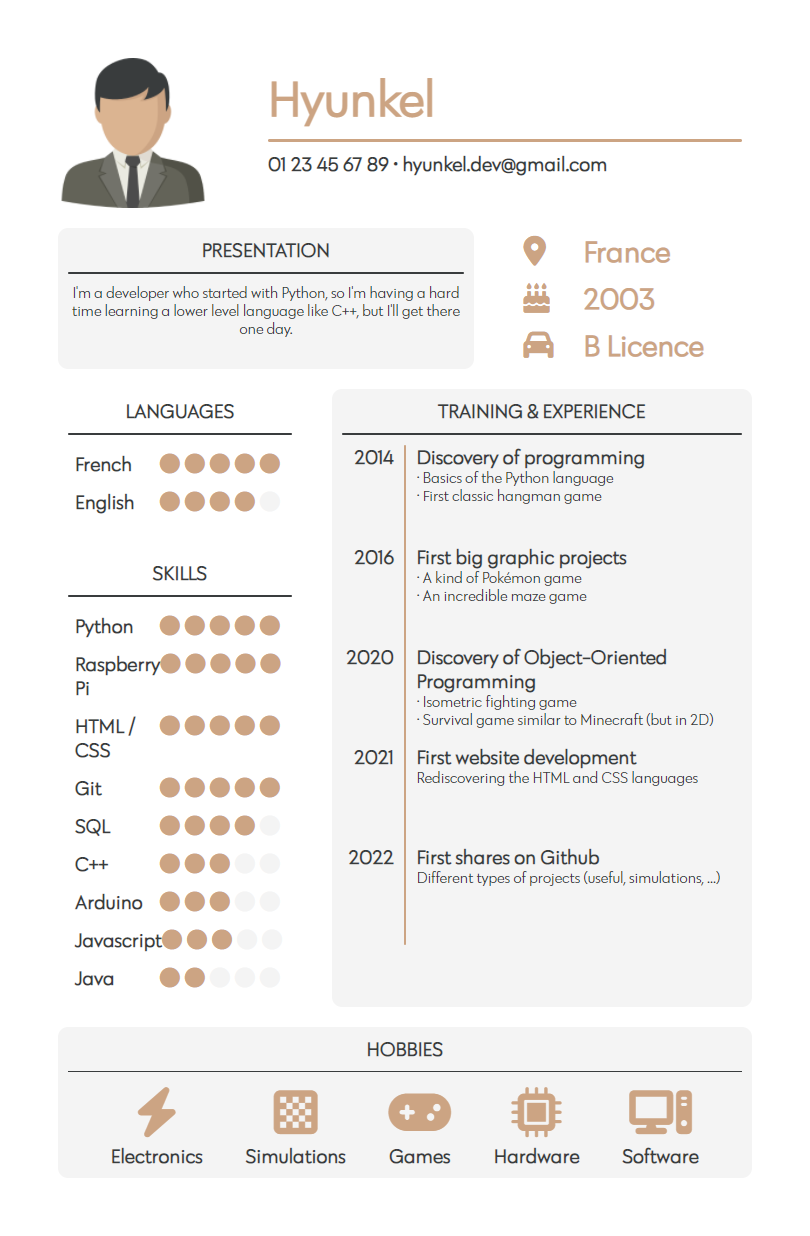 Hyunkel
01 23 45 67 89 • hyunkel.dev@gmail.com
PRESENTATION
I'm a developer who started with Python, so I'm having a hard
time learning a lower level language like C++, but I'll get there
one day.
France
2003
B Licence
LANGUAGES
French
English
SKILLS
Python
Raspberry
Pi
HTML /
CSS
Git
SQL
C++
Arduino
Javascript
Java
TRAINING & EXPERIENCE
2014 Discovery of programming
· Basics of the Python language
· First classic hangman game
2016 First big graphic projects
· A kind of Pokémon game
· An incredible maze game
2020 Discovery of Object-Oriented
Programming
· Isometric fighting game
· Survival game similar to Minecraft (but in 2D)
2021 First website development
Rediscovering the HTML and CSS languages
2022 First shares on Github
Different types of projects (useful, simulations, ...)
HOBBIES
Electronics Simulations Games Hardware Software